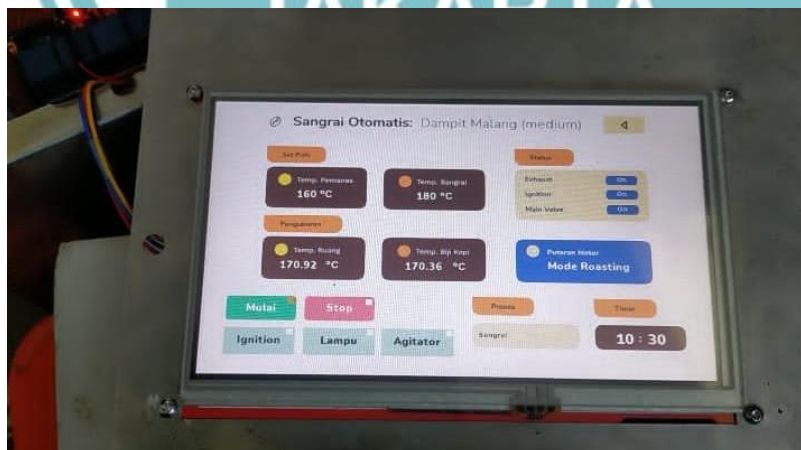 JAKARTA
Sangrai Otomatis: Dampit Malang (medium)
Set Poin
Temp. Pemanas
160 °C
Temp. Sangrai
180 °C
Status
Exhaust On
Ignition On
Main Valve On
Pengukuran
Temp. Ruang
170.92 °C
Temp. Biji Kopi
170.36 °C
Putaran Motor
Mode Roasting
Mulai
Stop
Ignition
Lampu
Agitator
Proses
Sangrai
Timer
10 : 30